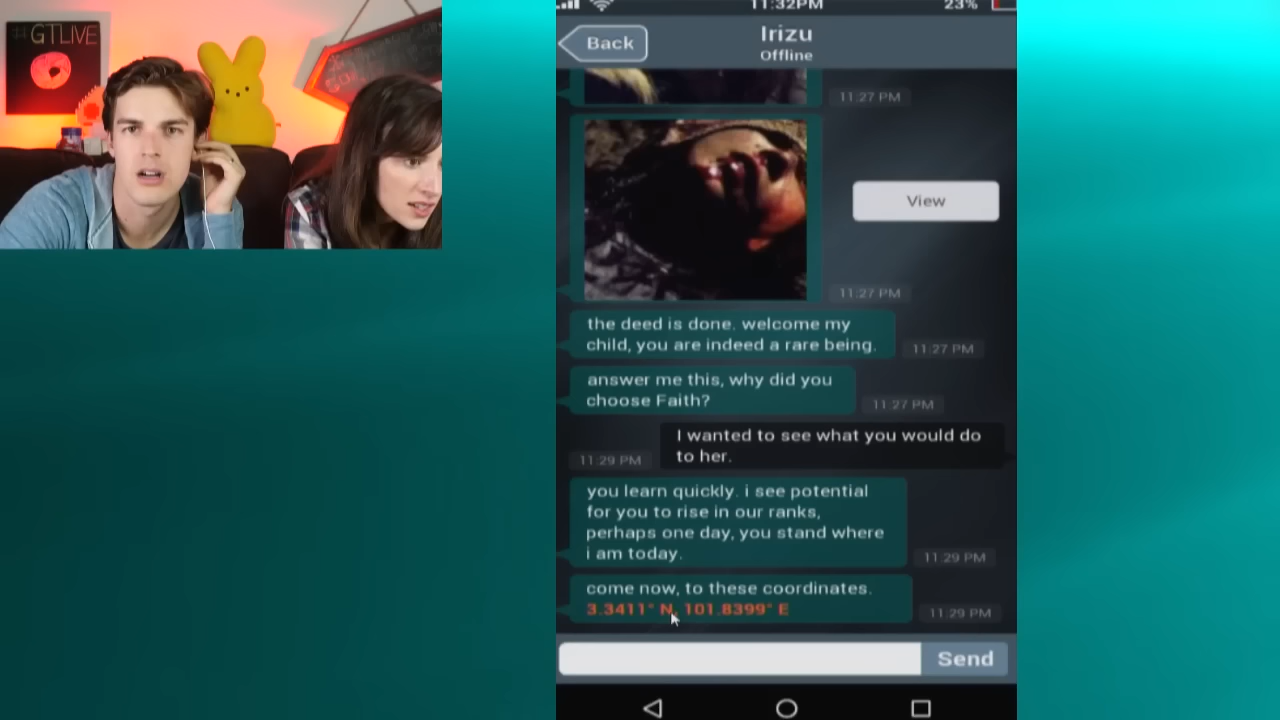 #GTLIVE
11:32PM
23%
Back
Irizu
Offline
11:27 PM
View
11:27 PM
the deed is done. welcome my
child, you are indeed a rare being.
11:27 PM
answer me this, why did you
choose Faith?
11:27 PM
I wanted to see what you would do
to her.
11:29 PM
you learn quickly. i see potential
for you to rise in our ranks,
perhaps one day, you stand where
i am today.
11:29 PM
come now, to these coordinates.
3.3411° N, 101.8399° E
11:29 PM
Send